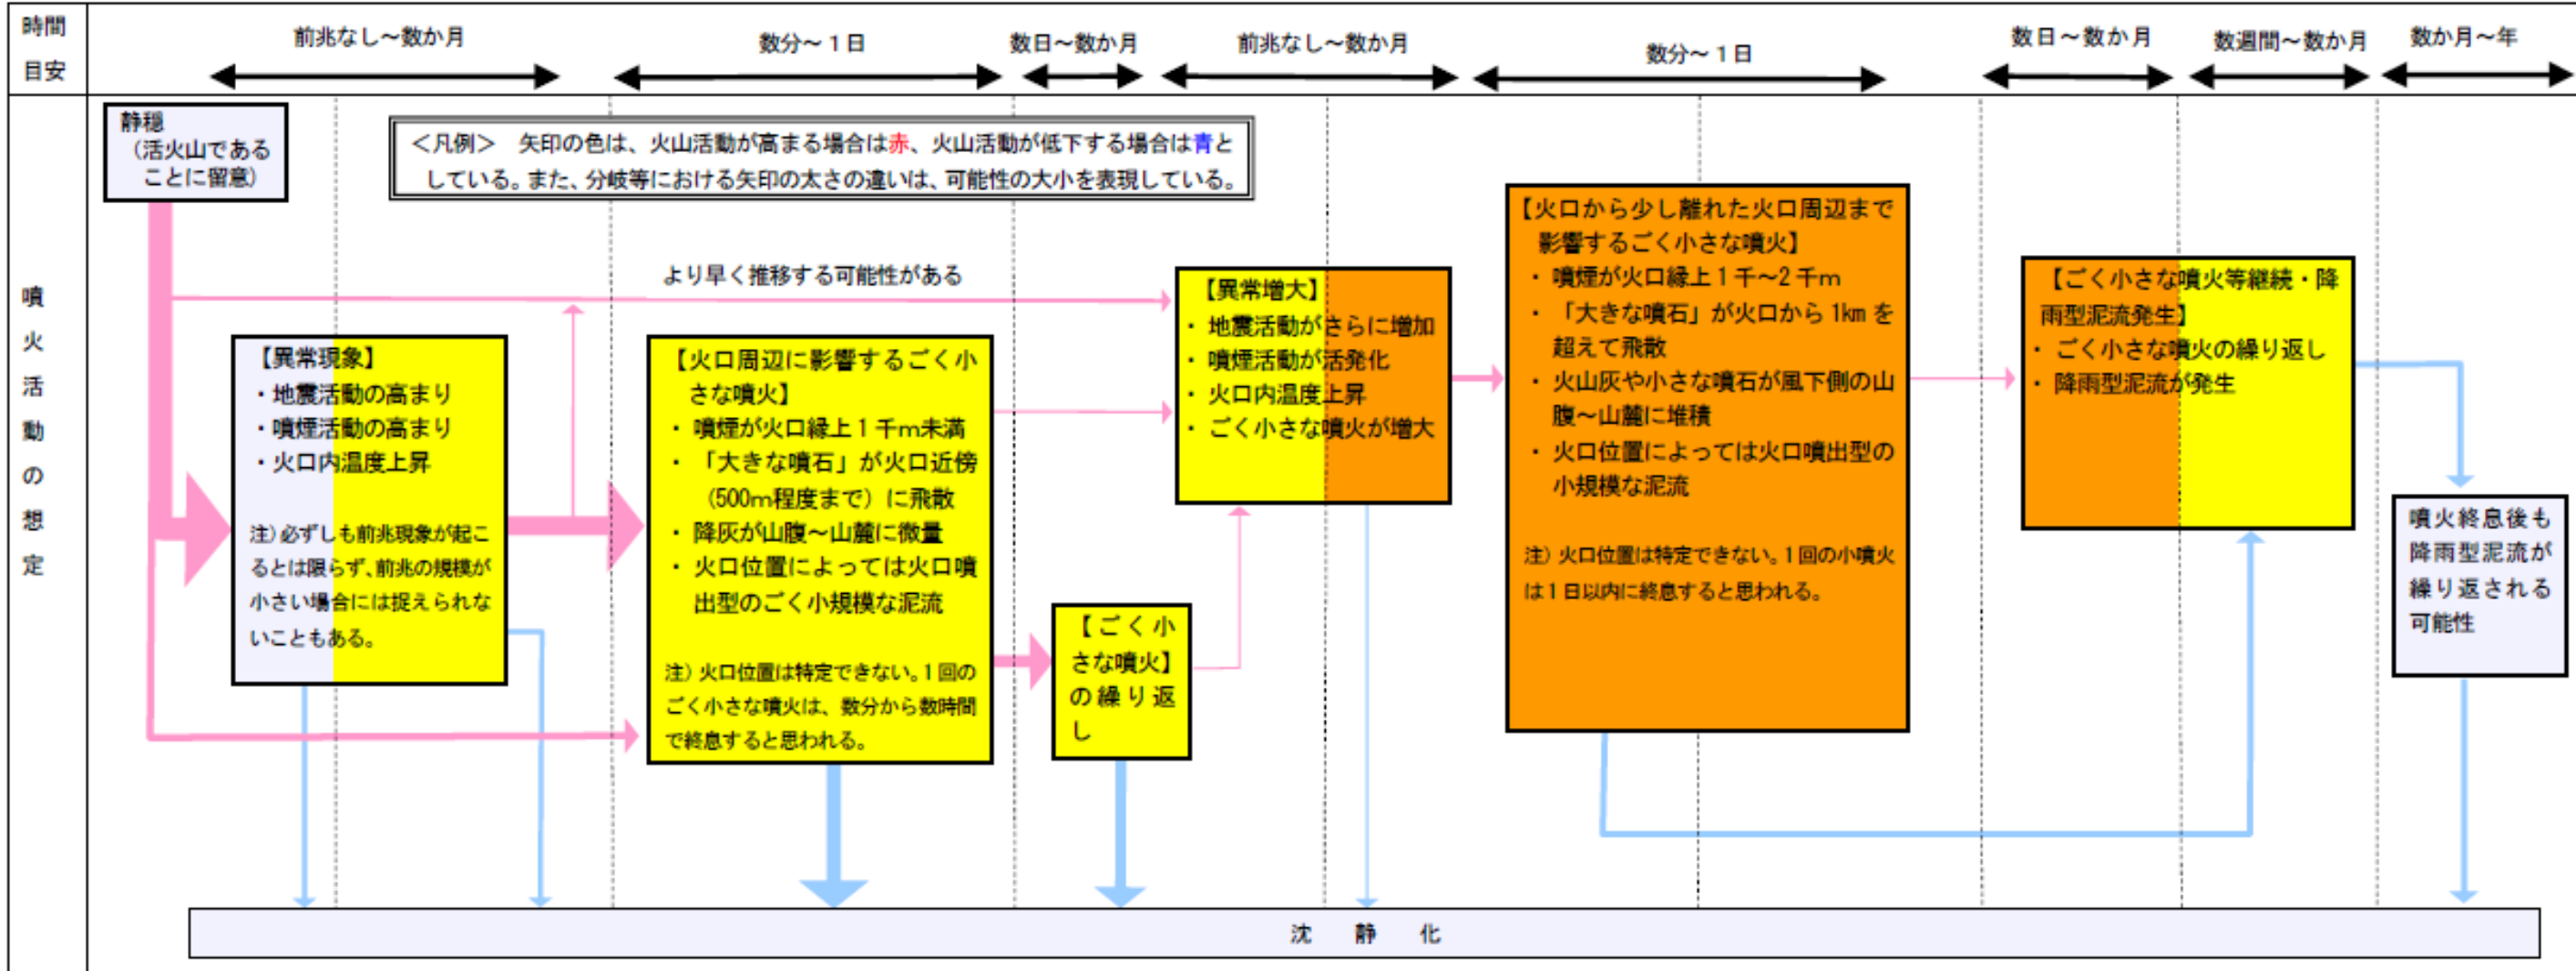 時間
目安
前兆なし～数か月
数分～１日
数日～数か月
前兆なし～数か月
数分～１日
数日～数か月
数週間～数か月
数か月～年
噴
火
活
動
の
想
定
静穏
（活火山である
ことに留意）
＜凡例＞　矢印の色は、火山活動が高まる場合は赤、火山活動が低下する場合は青と
している。また、分岐等における矢印の太さの違いは、可能性の大小を表現している。
より早く推移する可能性がある
【異常現象】
・地震活動の高まり
・噴煙活動の高まり
・火口内温度上昇
注）必ずしも前兆現象が起こ
るとは限らず、前兆の規模が
小さい場合には捉えられな
いこともある。
【火口周辺に影響するごく小
さな噴火】
・ 噴煙が火口縁上１千ｍ未満
・ 「大きな噴石」が火口近傍
（500ｍ程度まで）に飛散
・ 降灰が山腹～山麓に微量
・ 火口位置によっては火口噴
出型のごく小規模な泥流
注）火口位置は特定できない。１回の
ごく小さな噴火は、数分から数時間
で終息すると思われる。
【ごく小
さな噴火】
の繰り返
し
【異常増大】
・ 地震活動がさらに増加
・ 噴煙活動が活発化
・ 火口内温度上昇
・ ごく小さな噴火が増大
【火口から少し離れた火口周辺まで
影響するごく小さな噴火】
・ 噴煙が火口縁上１千～２千ｍ
・ 「大きな噴石」が火口から１㎞を
超えて飛散
・ 火山灰や小さな噴石が風下側の山
腹～山麓に堆積
・ 火口位置によっては火口噴出型の
小規模な泥流
注）火口位置は特定できない。１回の小噴火
は１日以内に終息すると思われる。
【ごく小さな噴火等継続・降
雨型泥流発生】
・ ごく小さな噴火の繰り返し
・ 降雨型泥流が発生
噴火終息後も
降雨型泥流が
繰り返される
可能性
沈　静　化